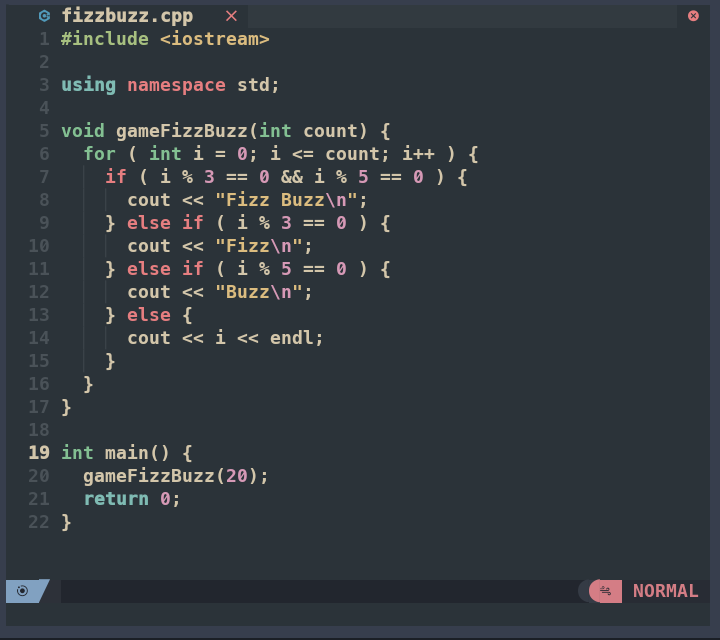 fizzbuzz.cpp
1 #include <iostream>
2
3 using namespace std;
4
5 void gameFizzBuzz(int count) {
6   for ( int i = 0; i <= count; i++ ) {
7     if ( i % 3 == 0 && i % 5 == 0 ) {
8       cout << "Fizz Buzz\n";
9     } else if ( i % 3 == 0 ) {
10       cout << "Fizz\n";
11     } else if ( i % 5 == 0 ) {
12       cout << "Buzz\n";
13     } else {
14       cout << i << endl;
15     }
16   }
17 }
18
19 int main() {
20   gameFizzBuzz(20);
21   return 0;
22 }
NORMAL